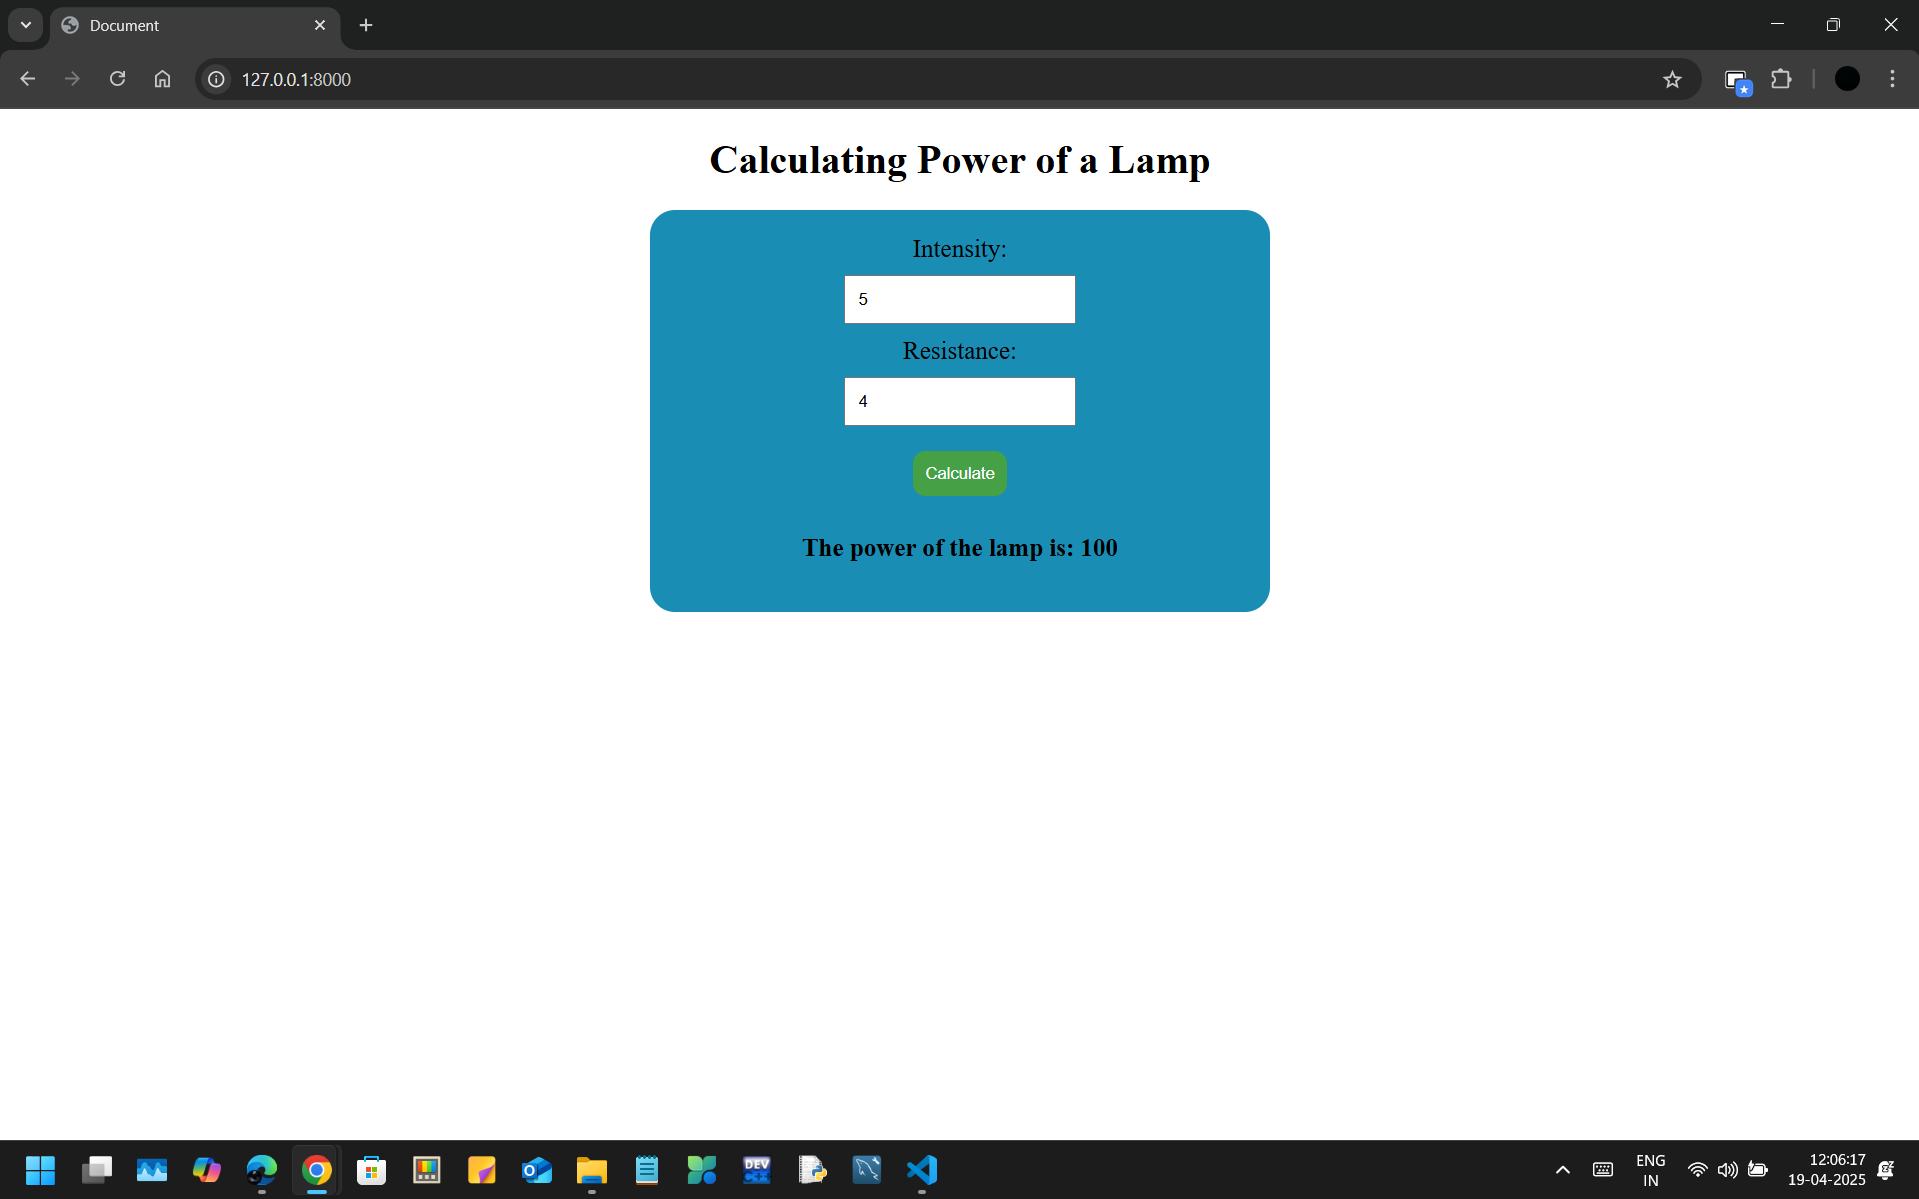 Document
127.0.0.1:8000
Calculating Power of a Lamp
Intensity:
5
Resistance:
4
Calculate
The power of the lamp is: 100
DEV
C++
ENG
IN
12:06:17
19-04-2025